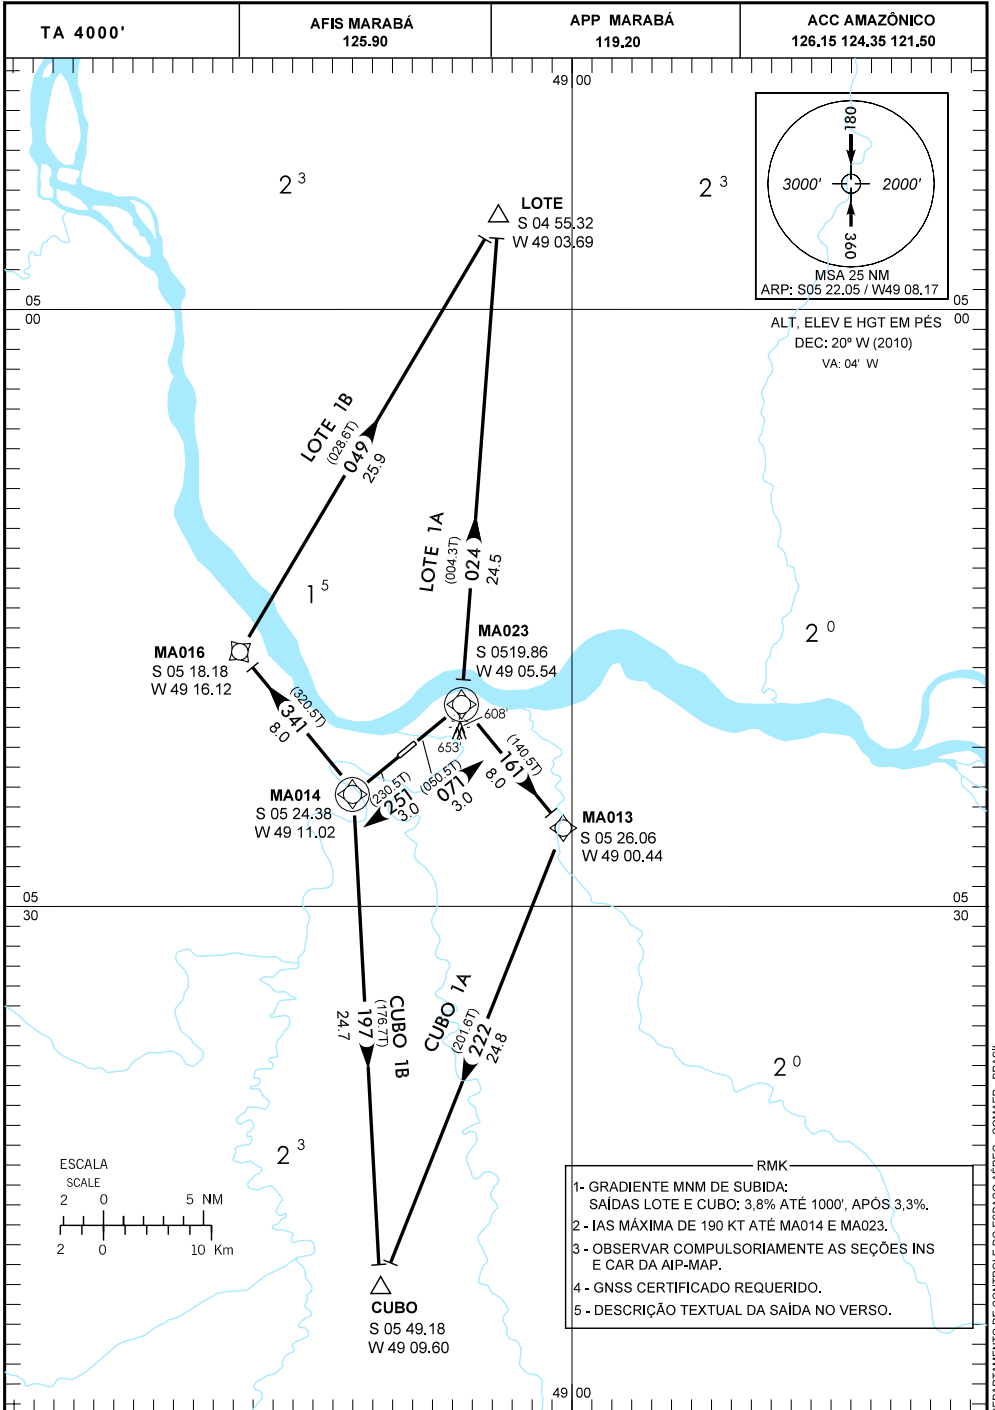 TA 4000'
AFIS MARABÁ
125.90
APP MARABÁ
119.20
ACC AMAZÔNICO
126.15 124.35 121.50
49 00
180
3000'
2000'
360
MSA 25 NM
ARP: S05 22.05 / W49 08.17
ALT, ELEV E HGT EM PÉS
DEC: 20º W (2010)
VA: 04' W
2 3
2 3
LOTE
S 04 55.32
W 49 03.69
05
00
05
00
LOTE 1B
(028.6T)
049
25.9
LOTE 1A
(004.3T)
024
24.5
1 5
2 0
MA016
S 05 18.18
W 49 16.12
MA023
S 0519.86
W 49 05.54
(320.5T)
341
8.0
608'
653'
(140.5T)
161
8.0
(230.5T)
251
3.0
(050.5T)
071
3.0
MA014
S 05 24.38
W 49 11.02
MA013
S 05 26.06
W 49 00.44
05
30
05
30
CUBO 1B
(176.7T)
197
24.7
CUBO 1A
(201.6T)
222
24.8
2 0
2 3
ESCALA
SCALE
2 0 5 NM
2 0 10 Km
CUBO
S 05 49.18
W 49 09.60
RMK
1- GRADIENTE MNM DE SUBIDA:
SAÍDAS LOTE E CUBO: 3,8% ATÉ 1000', APÓS 3,3%.
2 - IAS MÁXIMA DE 190 KT ATÉ MA014 E MA023.
3 - OBSERVAR COMPULSORIAMENTE AS SEÇÕES INS
E CAR DA AIP-MAP.
4 - GNSS CERTIFICADO REQUERIDO.
5 - DESCRIÇÃO TEXTUAL DA SAÍDA NO VERSO.
49 00